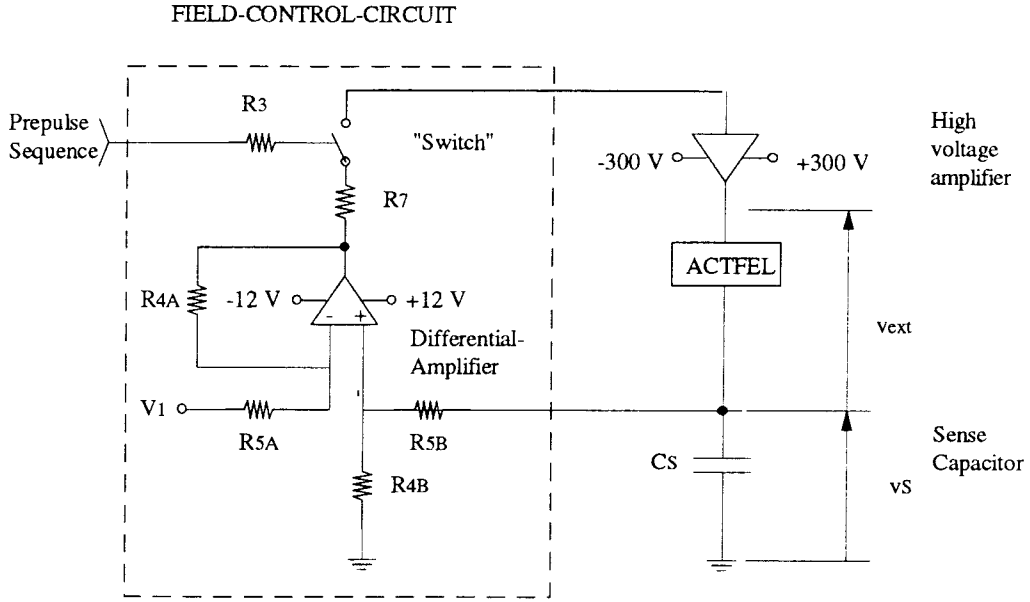 FIELD-CONTROL-CIRCUIT
Prepulse
Sequence
R3
"Switch"
R7
-300 V
+300 V
High
voltage
amplifier
ACTFEL
R4A
-12 V
+12 V
- +
Differential-
Amplifier
vext
V1
R5A
R5B
R4B
CS
vS
Sense
Capacitor